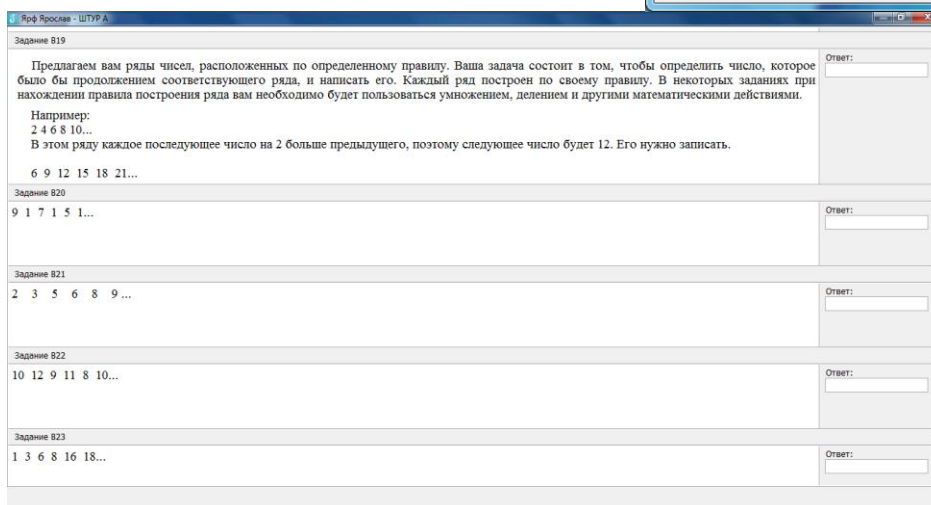 Ярф Ярослав - ШТУР А
Задание B19
Предлагаем вам ряды чисел, расположенных по определенному правилу. Ваша задача состоит в том, чтобы определить число, которое
было бы продолжением соответствующего ряда, и написать его. Каждый ряд построен по своему правилу. В некоторых заданиях при
нахождении правила построения ряда вам необходимо будет пользоваться умножением, делением и другими математическими действиями.
Ответ:
Например:
2 4 6 8 10...
В этом ряду каждое последующее число на 2 больше предыдущего, поэтому следующее число будет 12. Его нужно записать.
6 9 12 15 18 21...
Задание B20
9 1 7 1 5 1...
Ответ:
Задание B21
2 3 5 6 8 9...
Ответ:
Задание B22
10 12 9 11 8 10...
Ответ:
Задание B23
1 3 6 8 16 18...
Ответ: